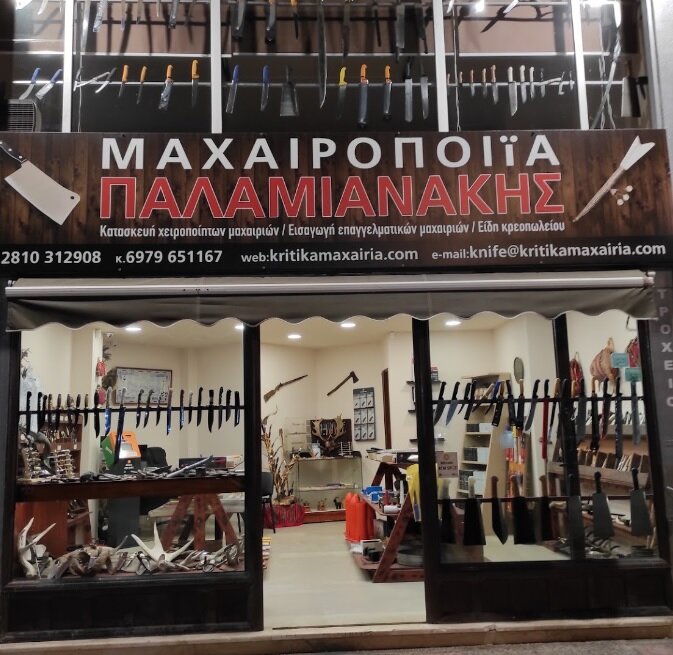 ΜΑΧΑΙΡΟΠΟΙϊΑ
ΠΑΛΑΜΙΑΝΑΚΗΣ
Κατασκευή χειροποίητων μαχαιριών / Εισαγωγή επαγγελματικών μαχαιριών / Είδη κρεοπωλείου
2810 312908 κ.6979 651167 web:kritikamaxairia.com e-mail:knife@kritikamaxairia.com
ΤΡΟΧΕΙΟ